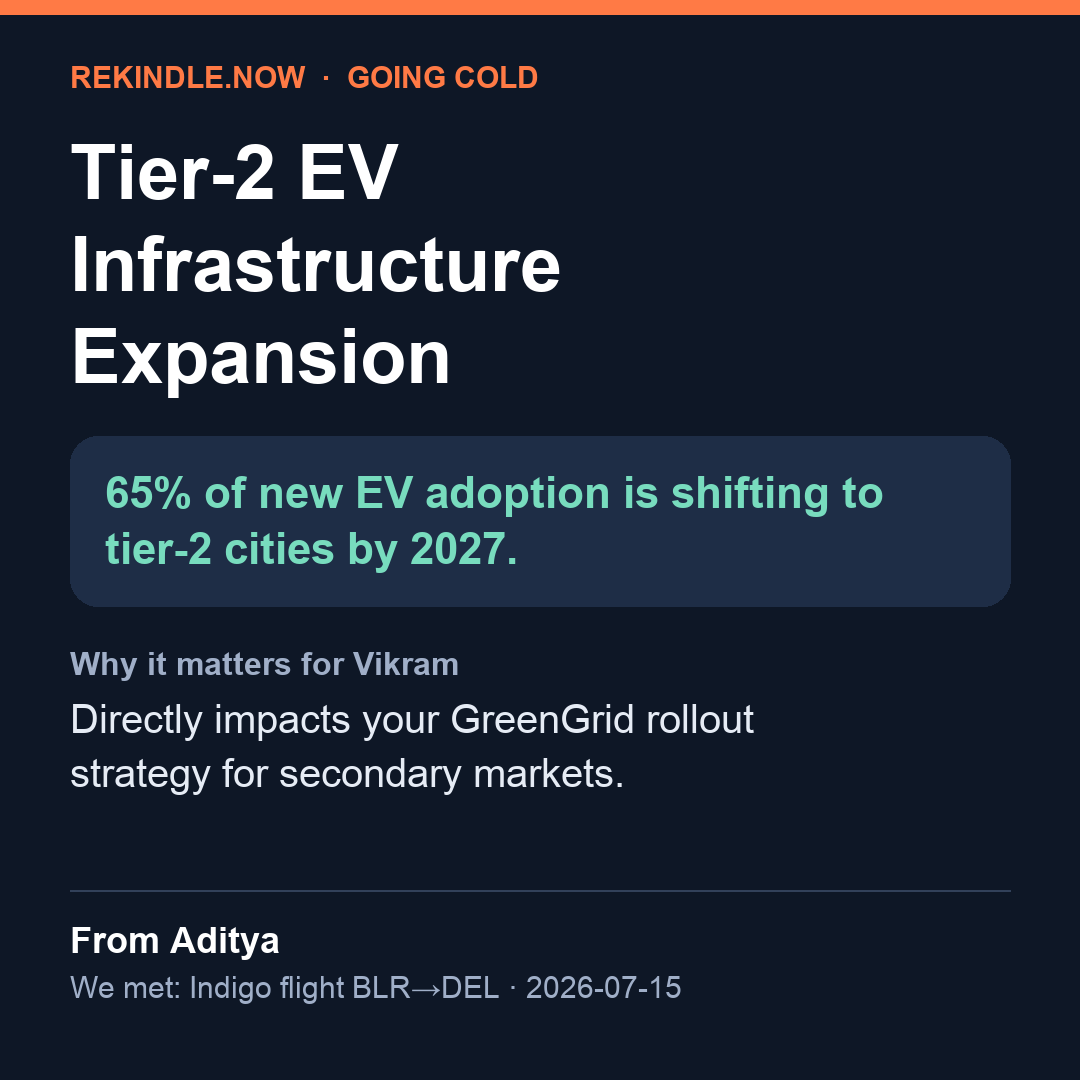 REKINDLE.NOW · GOING COLD
Tier-2 EV
Infrastructure
Expansion
65% of new EV adoption is shifting to
tier-2 cities by 2027.
Why it matters for Vikram
Directly impacts your GreenGrid rollout
strategy for secondary markets.
From Aditya
We met: Indigo flight BLR→DEL · 2026-07-15